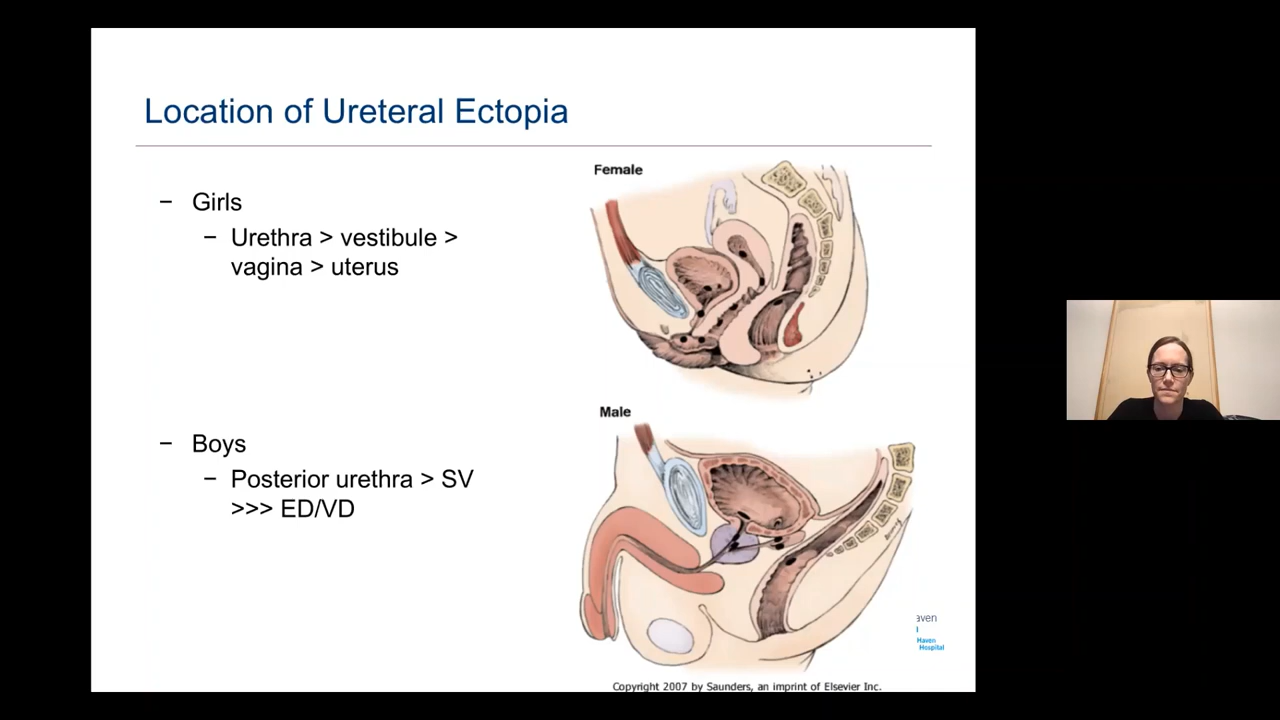 Location of Ureteral Ectopia
− Girls
− Urethra > vestibule >
vagina > uterus
Female
− Boys
− Posterior urethra > SV
>>> ED/VD
Male
aven
Haven
Hospital
Copyright 2007 by Saunders, an imprint of Elsevier Inc.